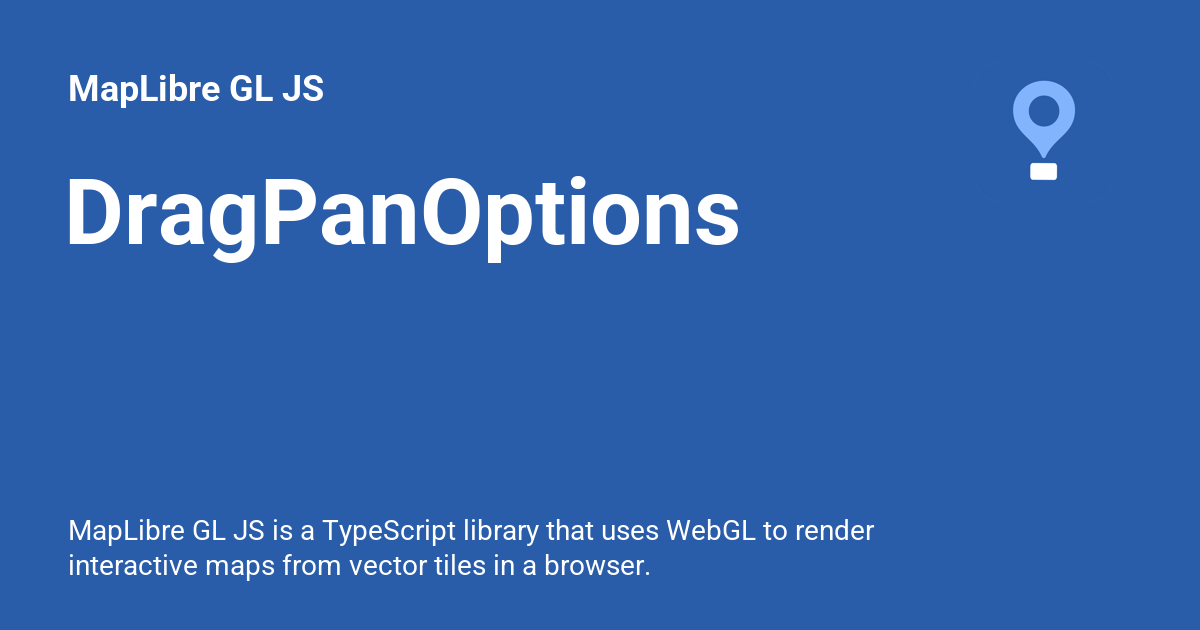 MapLibre GL JS
DragPanOptions
MapLibre GL JS is a TypeScript library that uses WebGL to render
interactive maps from vector tiles in a browser.